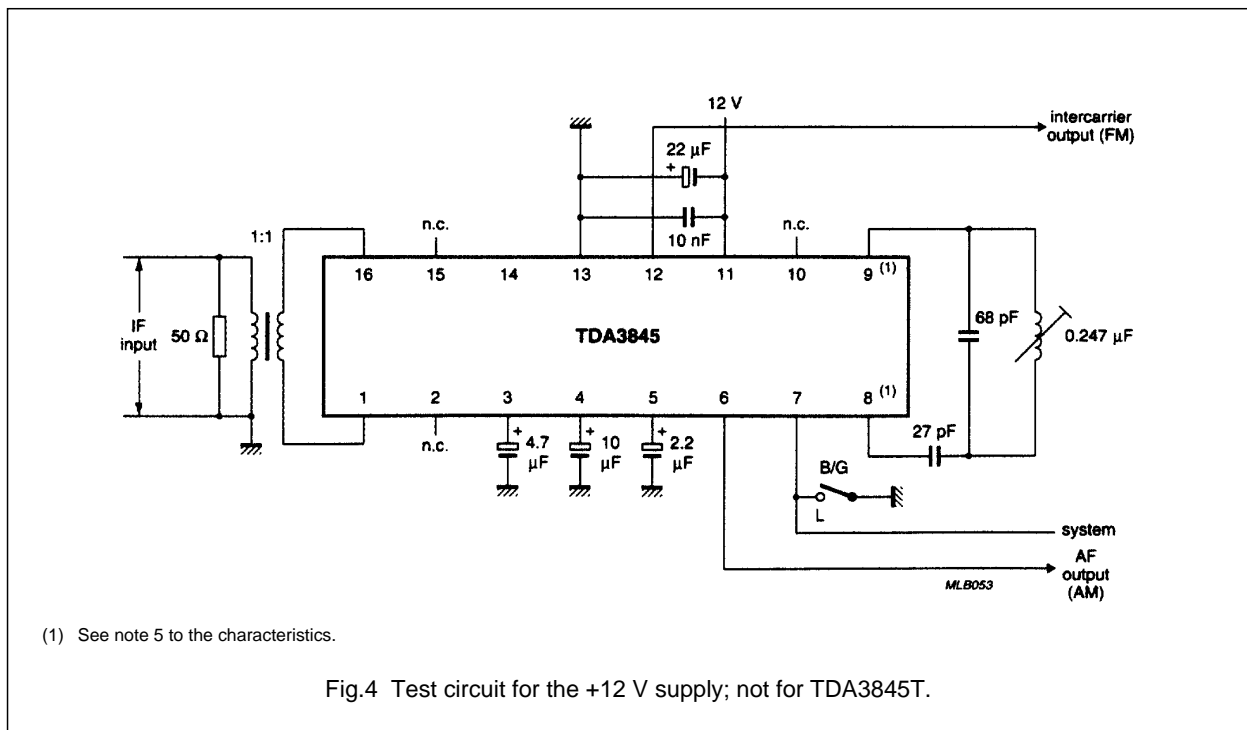 12 V
intercarrier
output (FM)
22 µF
+
10 nF
n.c.
n.c.
1:1
16 15 14 13 12 11 10 9 (1)
IF
input
50 Ω
TDA3845
68 pF
0.247 µF
1 2 3 4 5 6 7 8 (1)
n.c.
+ 4.7
µF
+ 10
µF
+ 2.2
µF
27 pF
B/G
L
system
AF
output
(AM)
MLB053
(1) See note 5 to the characteristics.
Fig.4 Test circuit for the +12 V supply; not for TDA3845T.